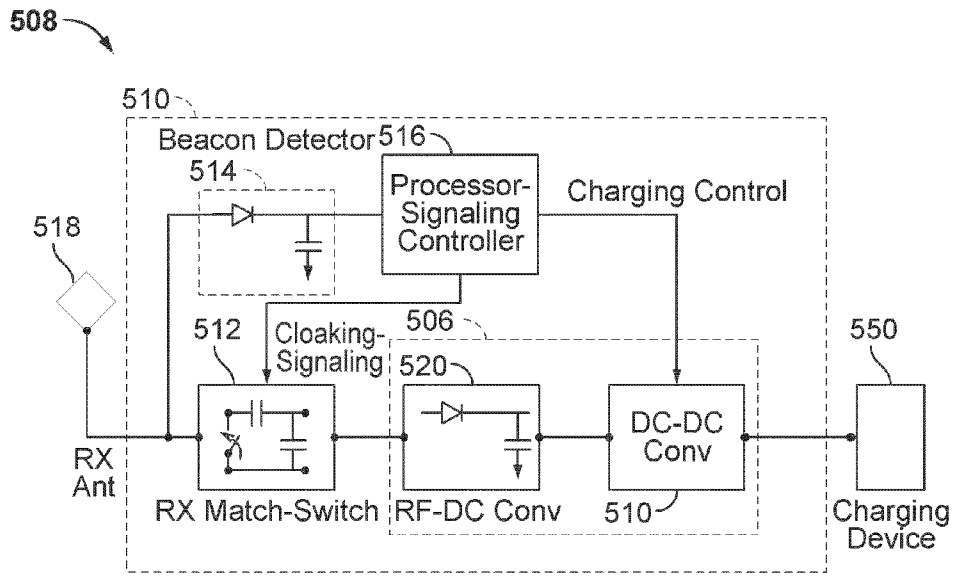 508
510
Beacon Detector
516
514
Processor-
Signaling
Controller
Charging Control
518
512
Cloaking-
Signaling
506
520
550
DC-DC
Conv
RX
Ant
RX Match-Switch
RF-DC Conv
510
Charging
Device